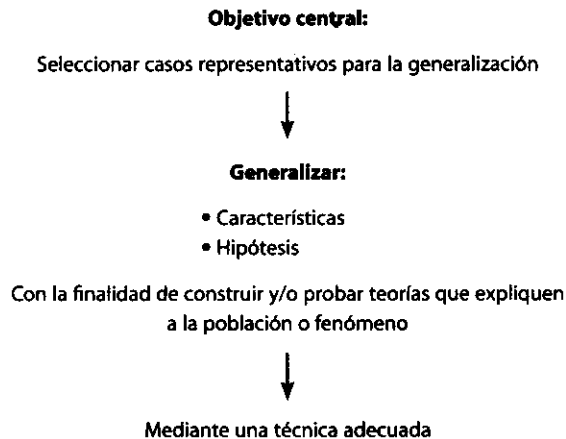 Objetivo central:
Seleccionar casos representativos para la generalización
Generalizar:
• Características
• Hipótesis
Con la finalidad de construir y/o probar teorías que expliquen
a la población o fenómeno
Mediante una técnica adecuada